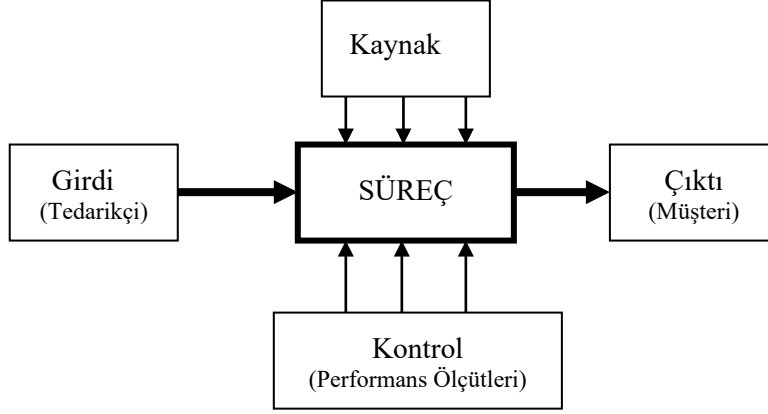 Kaynak
Girdi
(Tedarikçi)
SÜREÇ
Çıktı
(Müşteri)
Kontrol
(Performans Ölçütleri)